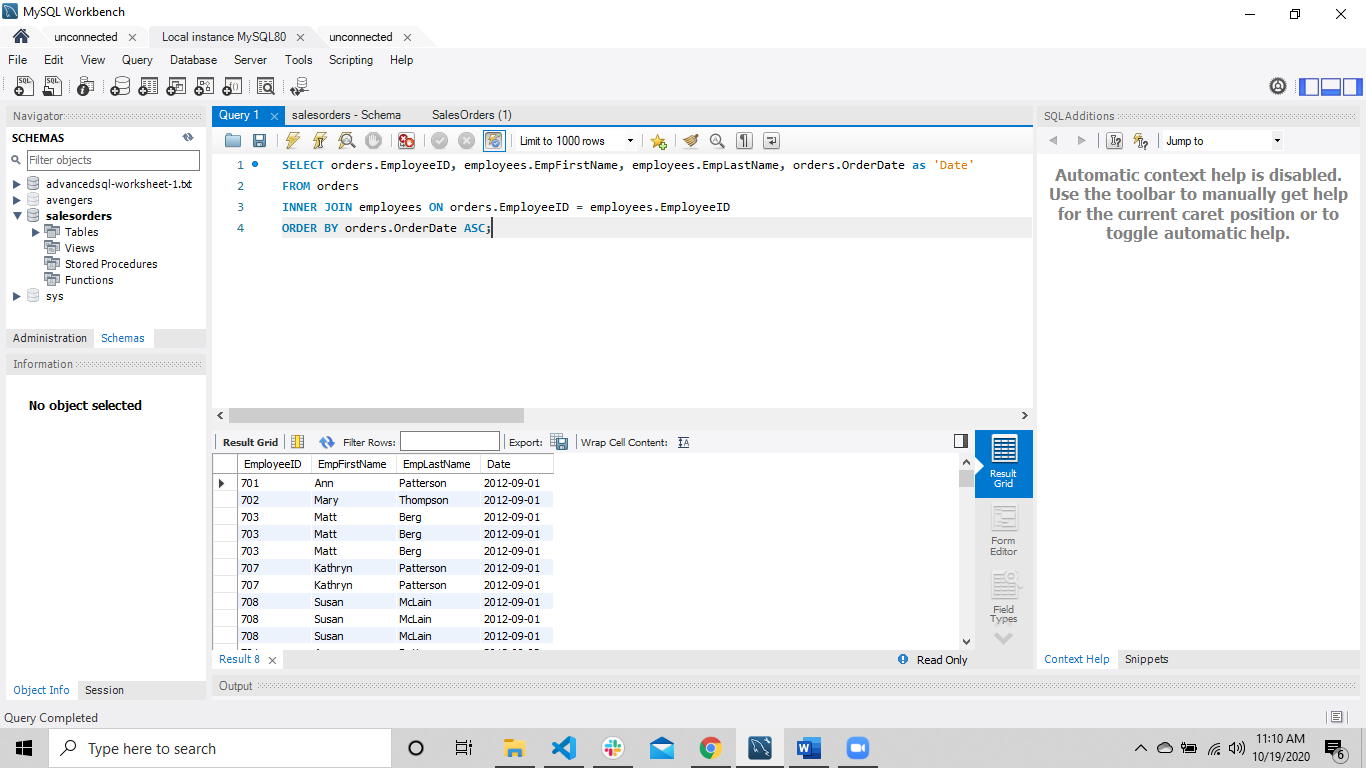 MySQL Workbench
unconnected
Local instance MySQL80
unconnected
File Edit View Query Database Server Tools Scripting Help
Navigator
SCHEMAS
Filter objects
advancedsql-worksheet-1.txt
avengers
salesorders
Tables
Views
Stored Procedures
Functions
sys
Administration Schemas
Information
No object selected
Object Info Session
Query 1
salesorders - Schema
SalesOrders (1)
Limit to 1000 rows
1 SELECT orders.EmployeeID, employees.EmpFirstName, employees.EmpLastName, orders.OrderDate as 'Date'
2 FROM orders
3 INNER JOIN employees ON orders.EmployeeID = employees.EmployeeID
4 ORDER BY orders.OrderDate ASC;
Result Grid Filter Rows: Export: Wrap Cell Content:
EmployeeID EmpFirstName EmpLastName Date
701 Ann Patterson 2012-09-01
702 Mary Thompson 2012-09-01
703 Matt Berg 2012-09-01
703 Matt Berg 2012-09-01
703 Matt Berg 2012-09-01
707 Kathryn Patterson 2012-09-01
707 Kathryn Patterson 2012-09-01
708 Susan McLain 2012-09-01
708 Susan McLain 2012-09-01
708 Susan McLain 2012-09-01
Result
Grid
Form
Editor
Field
Types
Result 8
Read Only
Output
SQLAdditions
Jump to
Automatic context help is disabled.
Use the toolbar to manually get help
for the current caret position or to
toggle automatic help.
Context Help Snippets
Query Completed
Type here to search
11:10 AM
10/19/2020
6